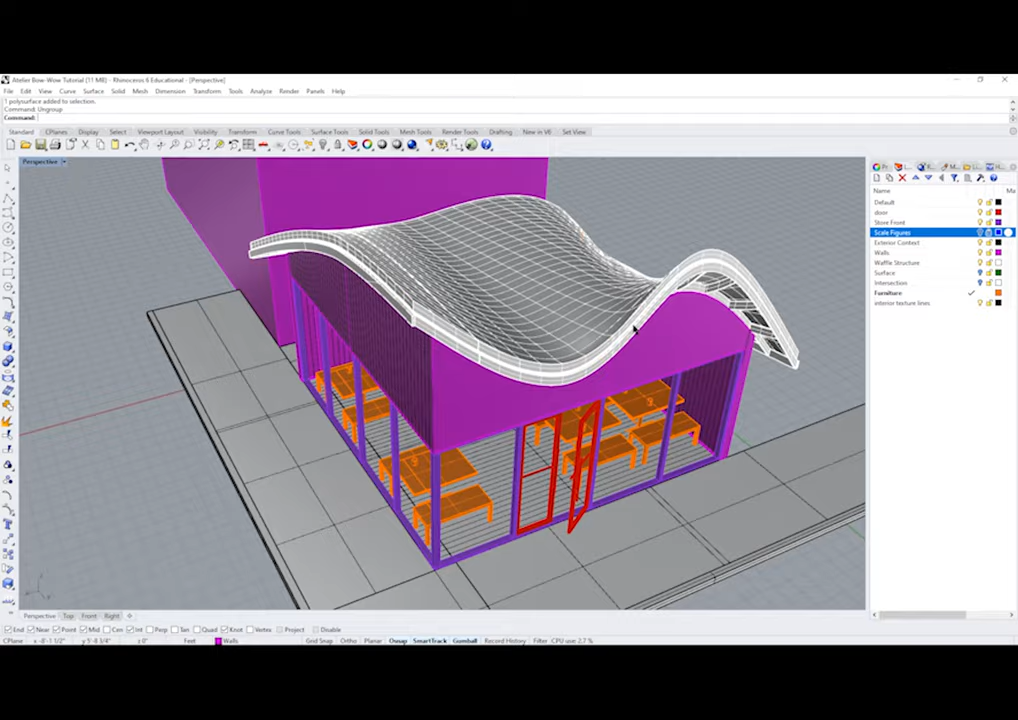 Atelier Bow-Wow Tutorial (11 MB) - Rhinoceros 6 Educational - [Perspective]
File Edit View Curve Surface Solid Mesh Dimension Transform Tools Analyze Render Panels Help
1 polysurface added to selection.
Command: Ungroup
Command:
Standard CPlanes Display Select Viewport Layout Visibility Transform Curve Tools Surface Tools Solid Tools Mesh Tools Render Tools Drafting New in V6 Set View
Perspective
Name
Default
door
Store Front
Scale Figures
Exterior Context
Walls
Waffle Structure
Surface
Intersection
Furniture
interior texture lines
Perspective Top Front Right
End Near Point Mid Cen Int Perp Tan Quad Knot Vertex Project Disable
CPlane x -8'-1 1/2" y 5'-8 3/4" z 0" Feet Walls Grid Snap Ortho Planar Osnap SmartTrack Gumball Record History Filter CPU use: 2.7 %